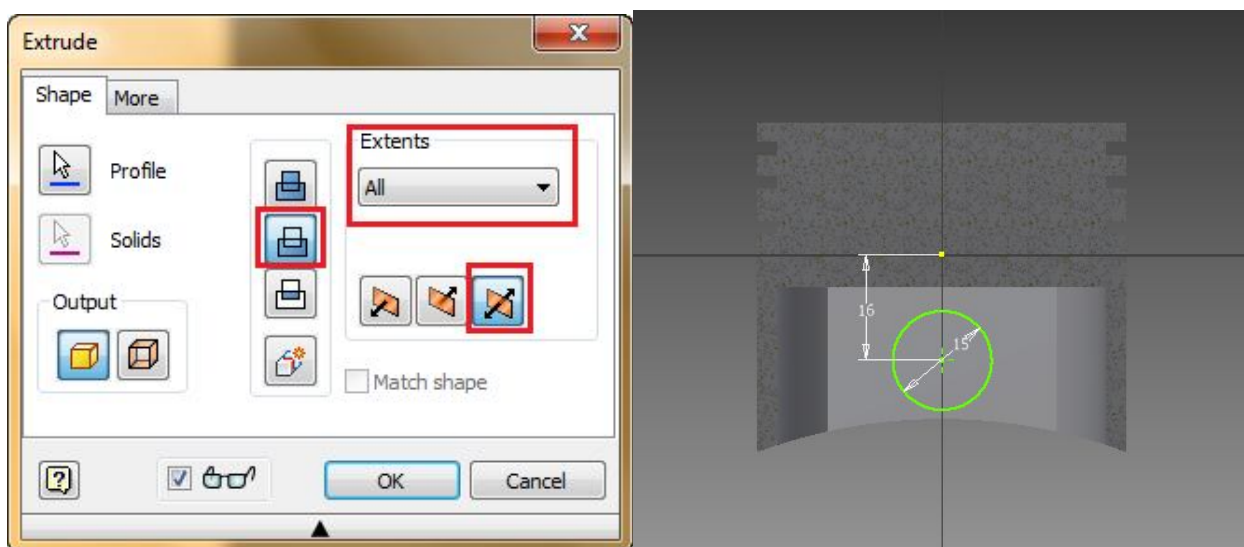 Extrude
Shape More
Profile
Solids
Output
Extents
All
Match shape
OK Cancel
16
15